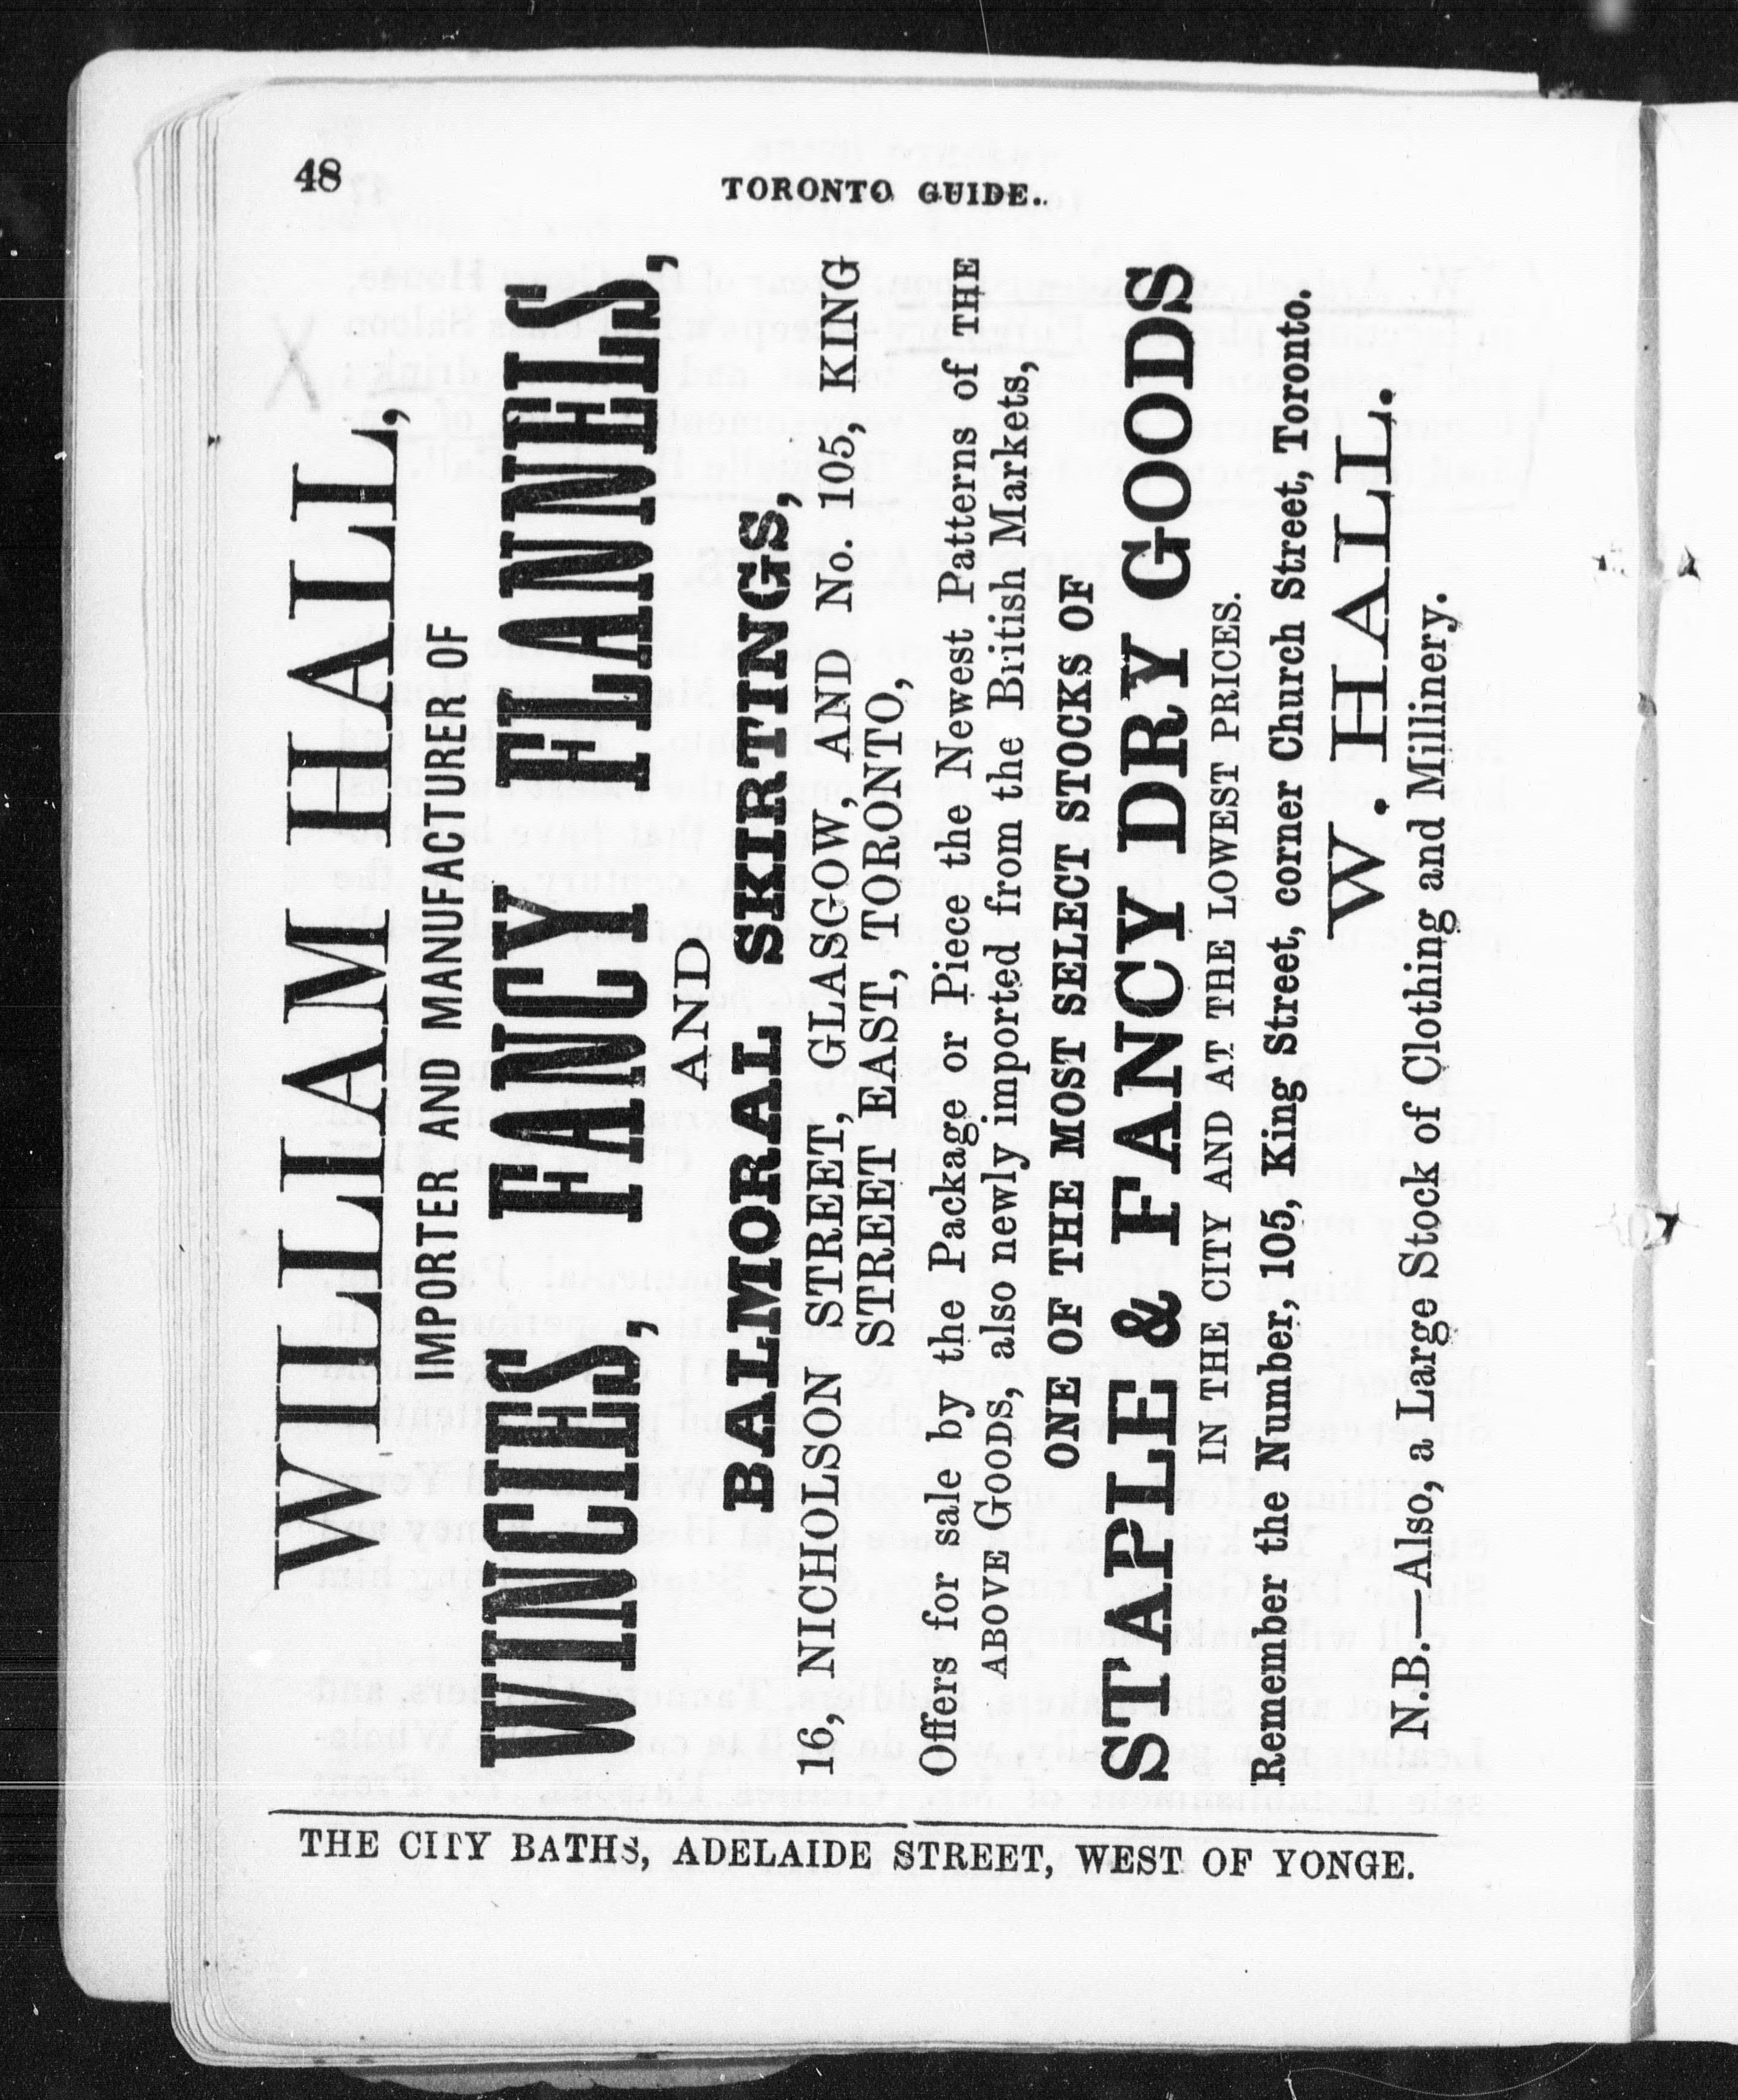 48
TORONTO GUIDE.
WILLIAM HALL,
IMPORTER AND MANUFACTURER OF
WINCIES, FANCY FLANNELS,
AND
BALMORAL SKIRTINGS,
16, NICHOLSON STREET, GLASGOW, AND No. 105, KING
STREET EAST, TORONTO,
Offers for sale by the Package or Piece the Newest Patterns of THE
ABOVE GOODS, also newly imported from the British Markets,
ONE OF THE MOST SELECT STOCKS OF
STAPLE & FANCY DRY GOODS
IN THE CITY AND AT THE LOWEST PRICES.
Remember the Number, 105, King Street, corner Church Street, Toronto.
W. HALL.
N.B.—Also, a Large Stock of Clothing and Millinery.
THE CITY BATHS, ADELAIDE STREET, WEST OF YONGE.